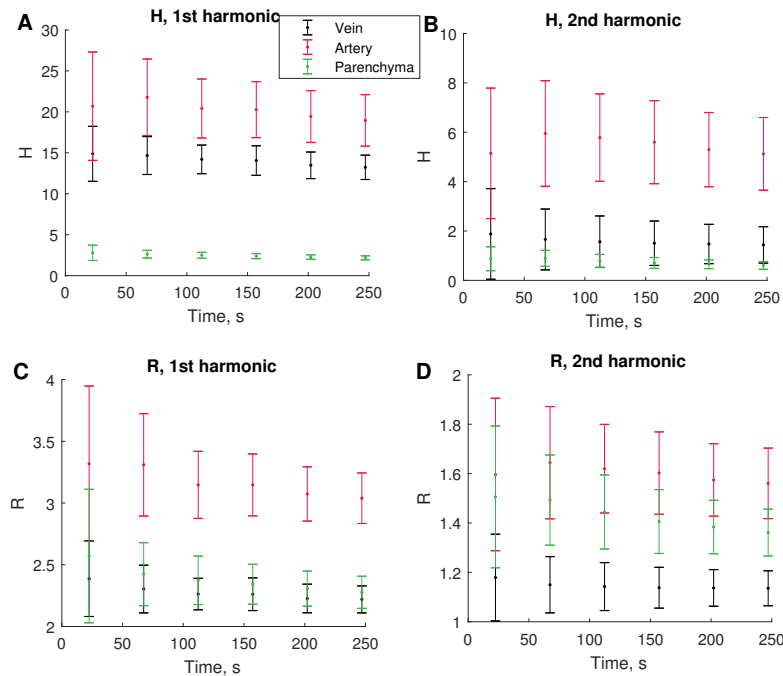 A
H, 1st harmonic
Vein
Artery
Parenchyma
H
30
25
20
15
10
5
0
0 50 100 150 200 250
Time, s
B
H, 2nd harmonic
H
10
8
6
4
2
0
0 50 100 150 200 250
Time, s
C
R, 1st harmonic
R
4
3.5
3
2.5
2
0 50 100 150 200 250
Time, s
D
R, 2nd harmonic
R
2
1.8
1.6
1.4
1.2
1
0 50 100 150 200 250
Time, s